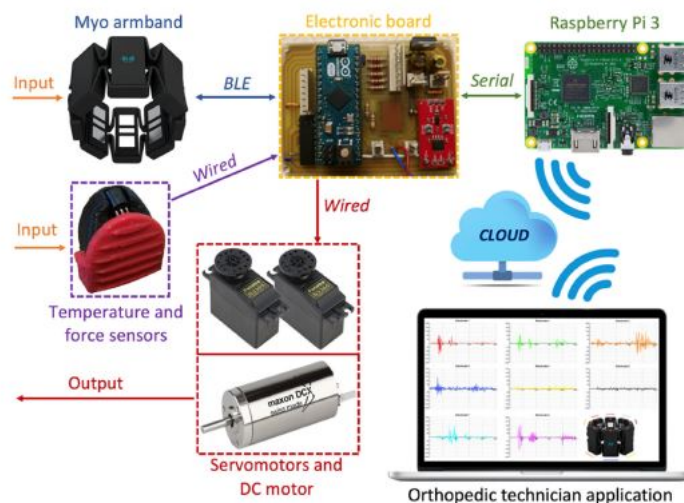 Myo armband
Electronic board
Raspberry Pi 3
Input
BLE
Serial
Wired
Input
Wired
CLOUD
Temperature and
force sensors
Output
maxon DCX
Servomotors and
DC motor
Orthopedic technician application